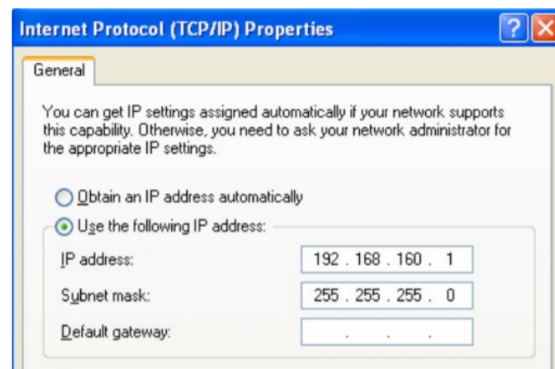 Internet Protocol (TCP/IP) Properties
General
You can get IP settings assigned automatically if your network supports
this capability. Otherwise, you need to ask your network administrator for
the appropriate IP settings.
Obtain an IP address automatically
Use the following IP address:
IP address: 192 . 168 . 160 . 1
Subnet mask: 255 . 255 . 255 . 0
Default gateway: . . .